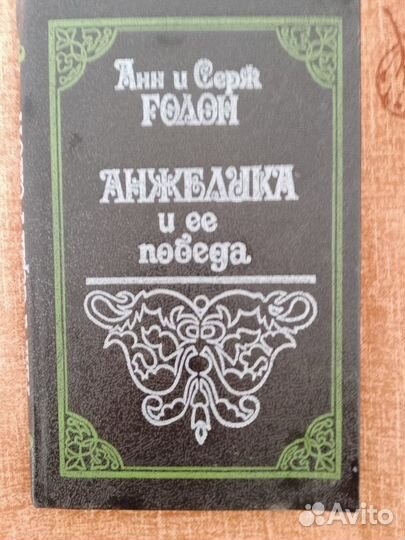 Анн и Серж
ГОЛОН
АНЖЕЛИКА
и ее
победа
Avito